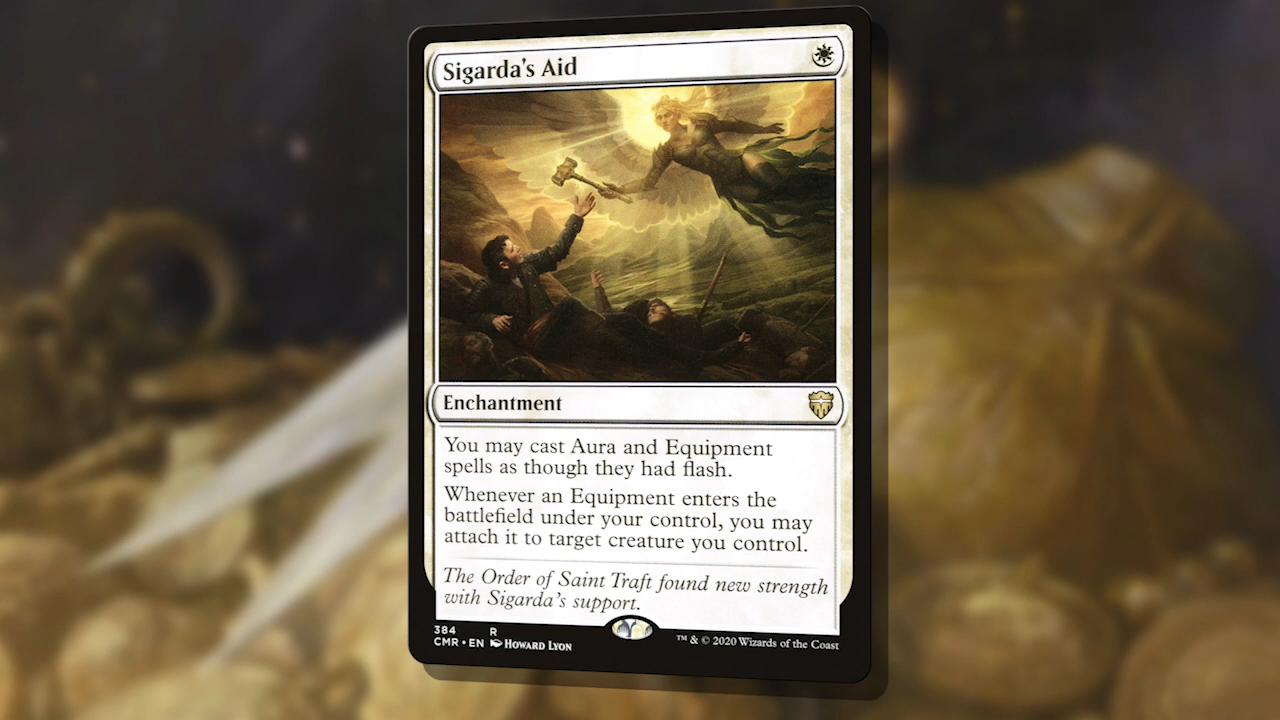 Sigarda's Aid
Enchantment
You may cast Aura and Equipment
spells as though they had flash.
Whenever an Equipment enters the
battlefield under your control, you may
attach it to target creature you control.
The Order of Saint Traft found new strength
with Sigarda's support.
384 R
CMR • EN Howard Lyon
™ & © 2020 Wizards of the Coast